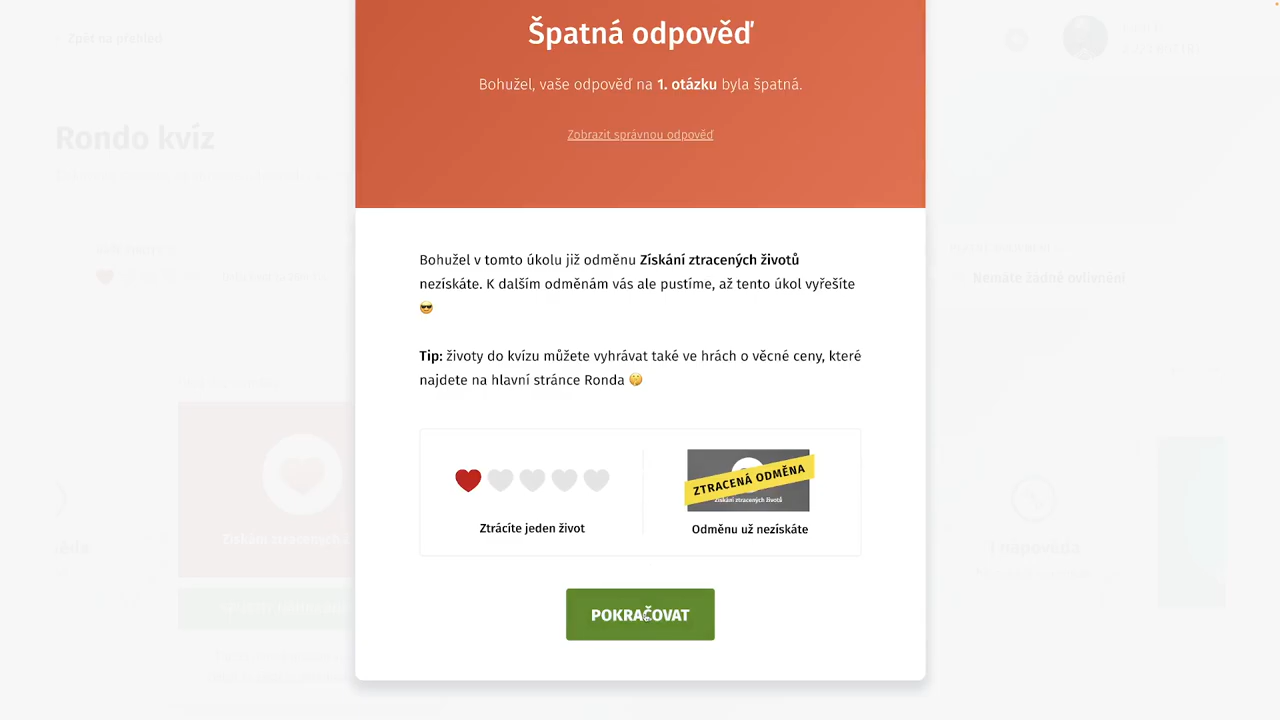 Špatná odpověď
Bohužel, vaše odpověď na 1. otázku byla špatná.
Zobrazit správnou odpověď
Zpět na přehled
Rondo kvíz
Nemáte žádné ovlivnění
Bohužel v tomto úkolu již odměnu Získání ztracených životů
nezískáte. K dalším odměnám vás ale pustíme, až tento úkol vyřešíte
😎
Tip: životy do kvízu můžete vyhrávat také ve hrách o věcné ceny, které
najdete na hlavní stránce Ronda 🤫
ZTRACENÁ ODMĚNA
Získání ztracených životů
Ztrácíte jeden život
Odměnu už nezískáte
1 nápověda
POKRAČOVAT